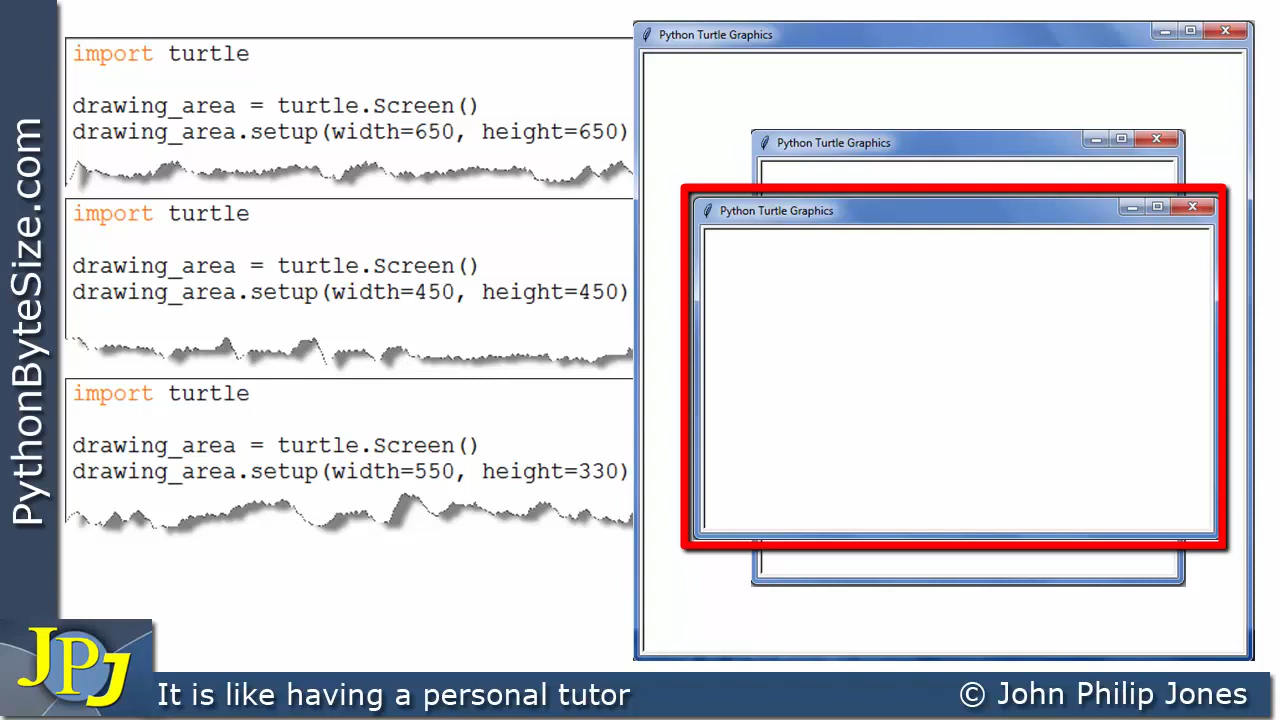 PythonByteSize.com
import turtle
drawing_area = turtle.Screen()
drawing_area.setup(width=650, height=650)
import turtle
drawing_area = turtle.Screen()
drawing_area.setup(width=450, height=450)
import turtle
drawing_area = turtle.Screen()
drawing_area.setup(width=550, height=330)
Python Turtle Graphics
Python Turtle Graphics
Python Turtle Graphics
JPJ
It is like having a personal tutor
© John Philip Jones